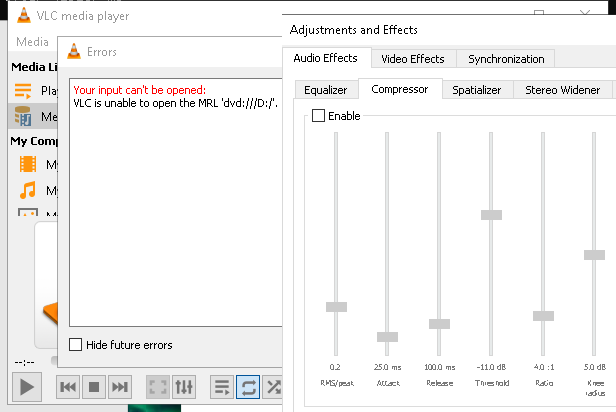 VLC media player
Media
Media Li
Play
Me
My Comp
My
My
M
--:--
Errors
Your input can't be opened:
VLC is unable to open the MRL 'dvd:///D:/'.
Hide future errors
Adjustments and Effects
Audio Effects Video Effects Synchronization
Equalizer Compressor Spatializer Stereo Widener
Enable
0.2 25.0 ms 100.0 ms -11.0 dB 4.0 :1 5.0 dB
RMS/peak Attack Release Threshold Ratio Knee
radius